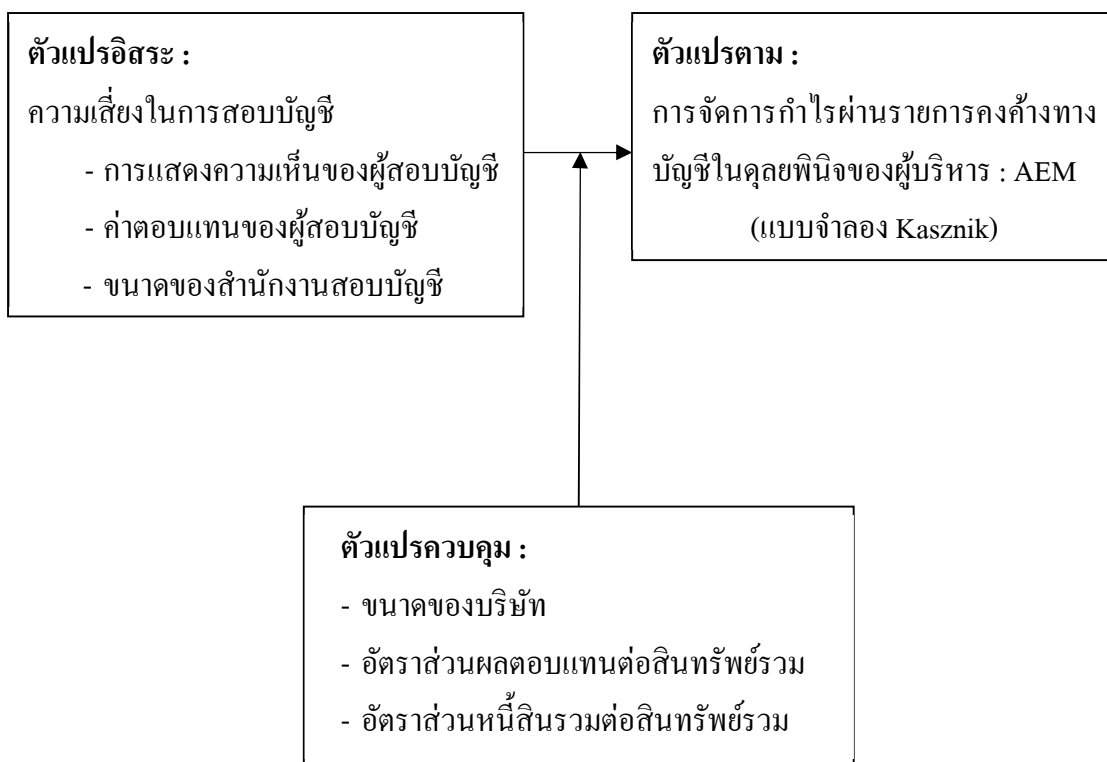 ตัวแปรอิสระ :
ความเสี่ยงในการสอบบัญชี
- การแสดงความเห็นของผู้สอบบัญชี
- ค่าตอบแทนของผู้สอบบัญชี
- ขนาดของสำนักงานสอบบัญชี
ตัวแปรตาม :
การจัดการกำไรผ่านรายการคงค้างทาง
บัญชีในดุลยพินิจของผู้บริหาร : AEM
(แบบจำลอง Kasznik)
ตัวแปรควบคุม :
- ขนาดของบริษัท
- อัตราส่วนผลตอบแทนต่อสินทรัพย์รวม
- อัตราส่วนหนี้สินรวมต่อสินทรัพย์รวม